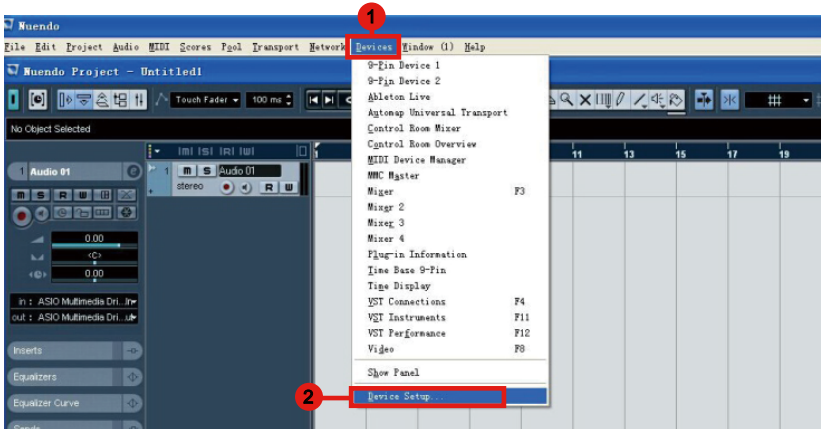 1
Nuendo
File Edit Project Audio MIDI Scores Pool Transport Network Devices Window (1) Help
Nuendo Project - Untitled1
Touch Fader 100 ms
No Object Selected
11 13 15 17 19
1 Audio 01
m S R W
0.00
<C>
0.00
in : ASIO Multimedia Dri...In
out : ASIO Multimedia Dri...ut
Inserts
Equalizers
Equalizer Curve
Sends
1 m S Audio 01
stereo R W
9-Pin Device 1
9-Pin Device 2
Ableton Live
Automap Universal Transport
Control Room Mixer
Control Room Overview
MIDI Device Manager
MMC Master
Mixer F3
Mixer 2
Mixer 3
Mixer 4
Plug-in Information
Time Base 9-Pin
Time Display
VST Connections F4
VST Instruments F11
VST Performance F12
Video F8
Show Panel
2
Device Setup...